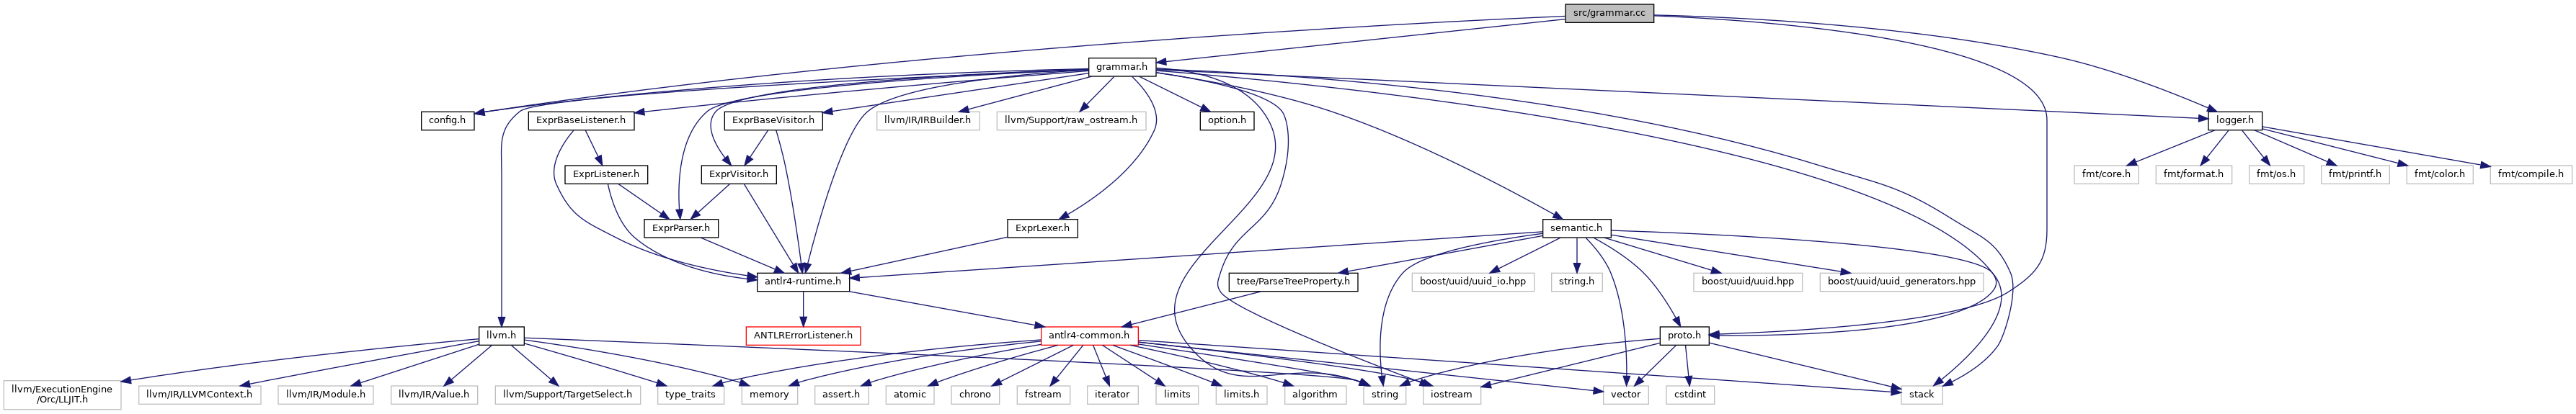 src/grammar.cc
grammar.h
config.h
ExprBaseListener.h
ExprBaseVisitor.h
llvm/IR/IRBuilder.h
llvm/Support/raw_ostream.h
option.h
logger.h
ExprListener.h
ExprVisitor.h
fmt/core.h
fmt/format.h
fmt/os.h
fmt/printf.h
fmt/color.h
fmt/compile.h
ExprParser.h
ExprLexer.h
semantic.h
antlr4-runtime.h
tree/ParseTreeProperty.h
boost/uuid/uuid_io.hpp
string.h
boost/uuid/uuid.hpp
boost/uuid/uuid_generators.hpp
llvm.h
ANTLRErrorListener.h
antlr4-common.h
proto.h
llvm/ExecutionEngine
/Orc/LLJIT.h
llvm/IR/LLVMContext.h
llvm/IR/Module.h
llvm/IR/Value.h
llvm/Support/TargetSelect.h
type_traits
memory
assert.h
atomic
chrono
fstream
iterator
limits
limits.h
algorithm
string
iostream
vector
cstdint
stack